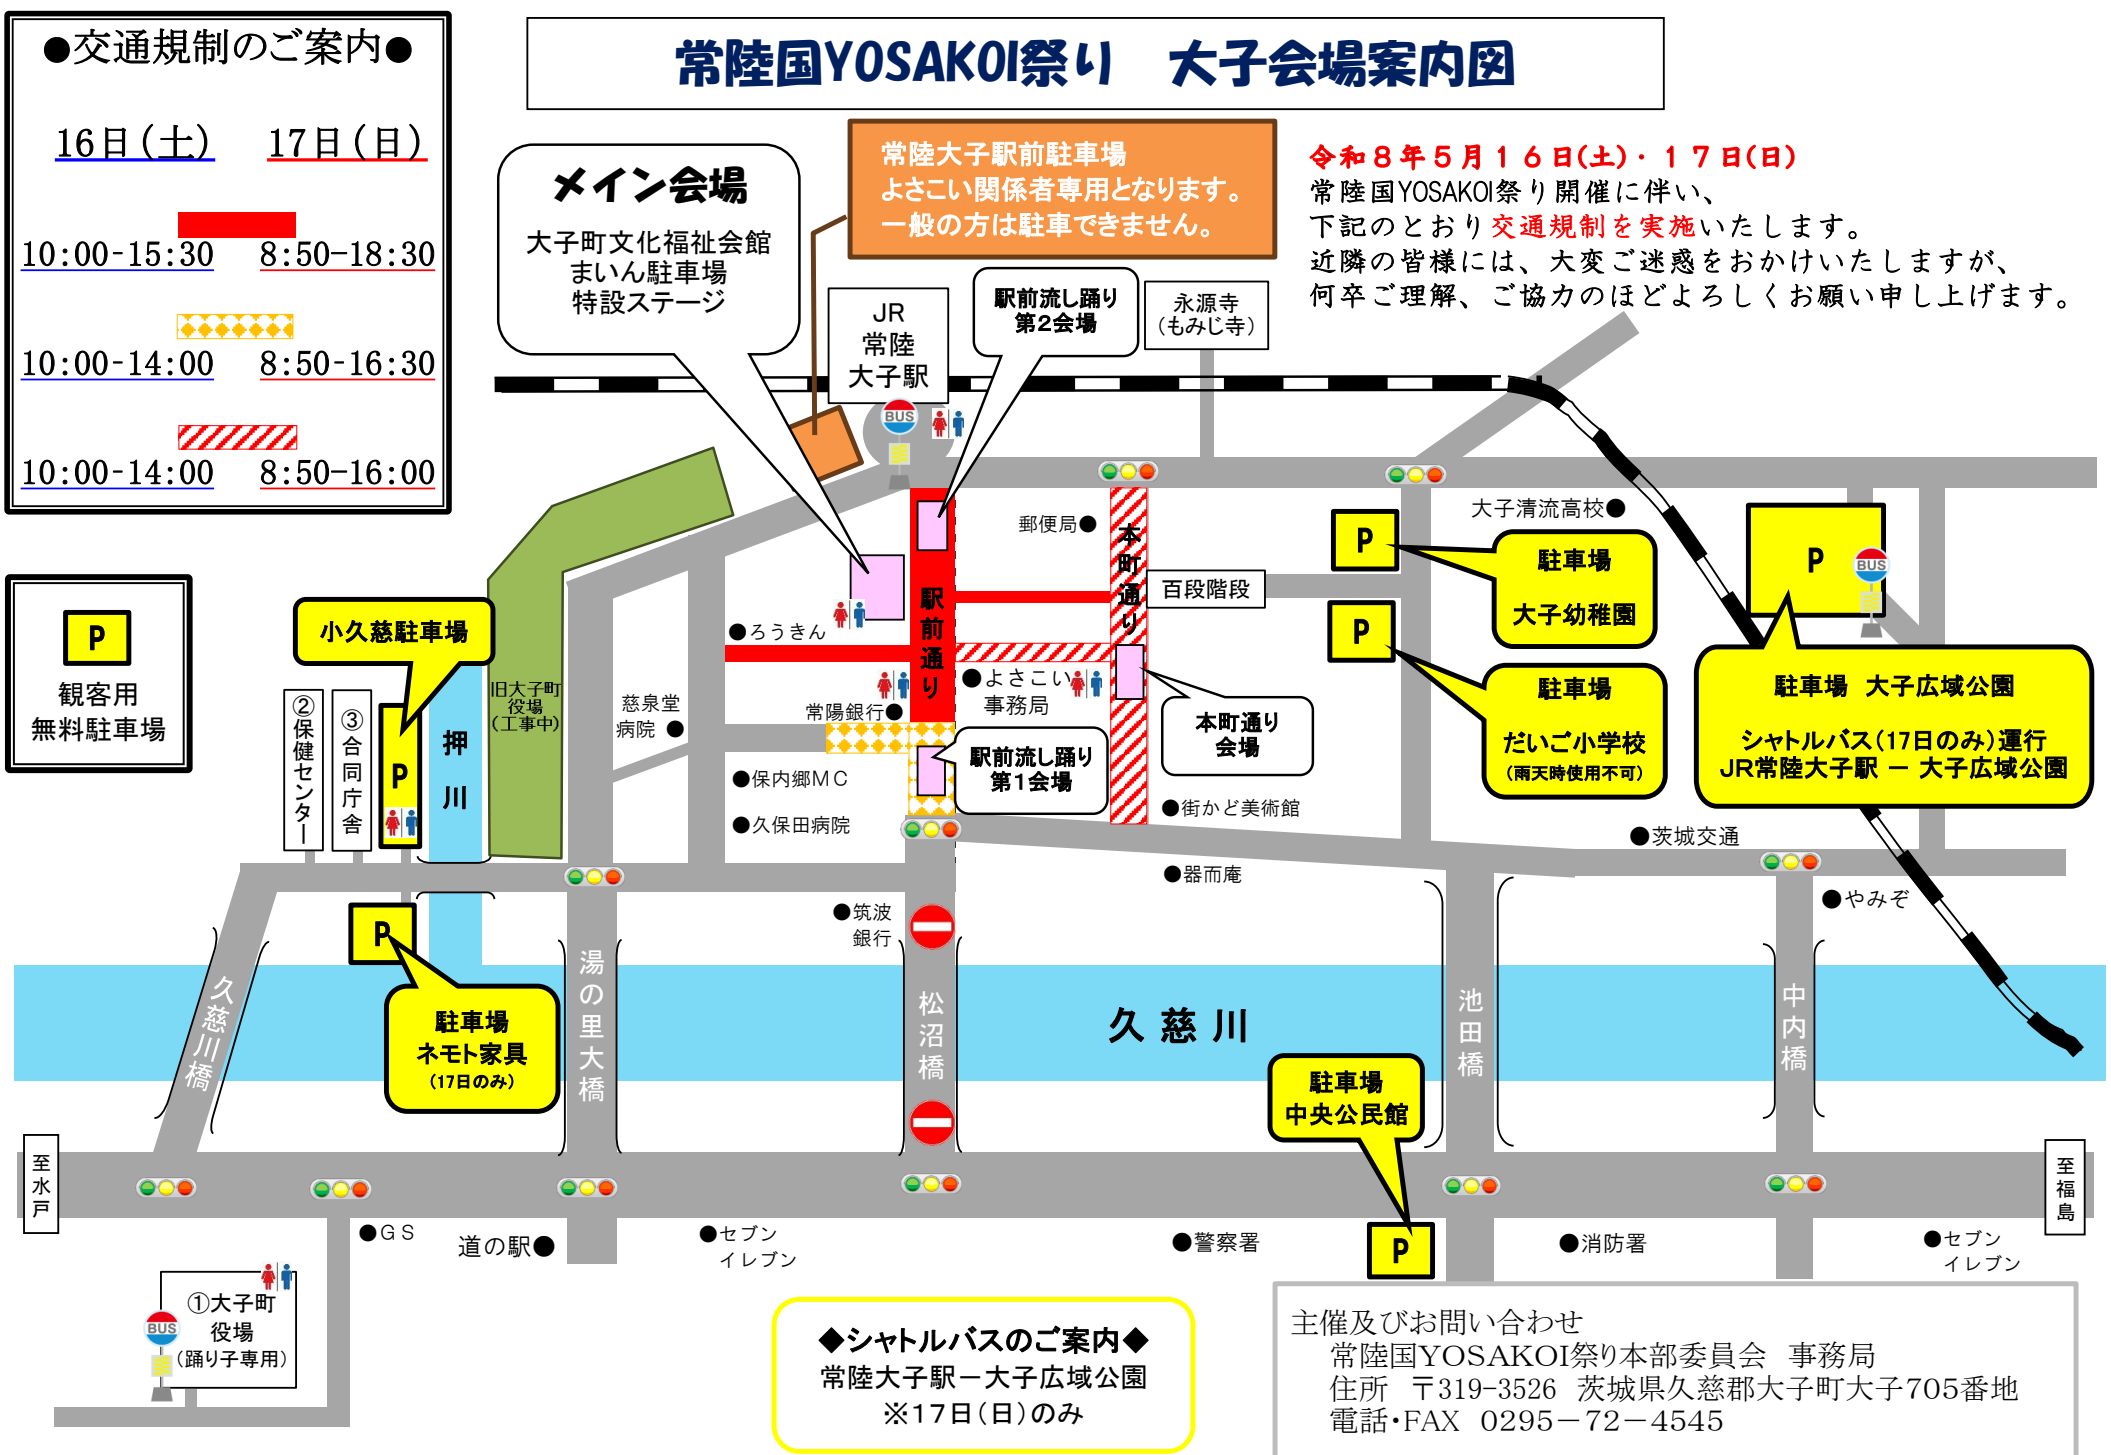 ●交通規制のご案内●
16日(土) 17日(日)
10:00-15:30 8:50-18:30
10:00-14:00 8:50-16:30
10:00-14:00 8:50-16:00
常陸国YOSAKOI祭り 大子会場案内図
令和8年5月16日(土)・17日(日)
常陸国YOSAKOI祭り開催に伴い、
下記のとおり交通規制を実施いたします。
近隣の皆様には、大変ご迷惑をおかけいたしますが、
何卒ご理解、ご協力のほどよろしくお願い申し上げます。
常陸大子駅前駐車場
よさこい関係者専用となります。
一般の方は駐車できません。
メイン会場
大子町文化福祉会館
まいん駐車場
特設ステージ
JR
常陸
大子駅
駅前流し踊り
第2会場
永源寺
(もみじ寺)
BUS
P
観客用
無料駐車場
小久慈駐車場
②保健センター
③合同庁舎
P
押川
旧大子町
役場
(工事中)
慈泉堂
病院●
●ろうきん
常陽銀行●
●保内郷MC
●久保田病院
駅前通り
郵便局●
本町通り
百段階段
●よさこい
事務局
駅前流し踊り
第1会場
本町通り
会場
●街かど美術館
●器而庵
大子清流高校●
P
駐車場
大子幼稚園
P
駐車場
だいご小学校
(雨天時使用不可)
P
BUS
駐車場 大子広域公園
シャトルバス(17日のみ)運行
JR常陸大子駅 － 大子広域公園
●茨城交通
●やみぞ
P
駐車場
ネモト家具
(17日のみ)
●筑波
銀行
久慈川橋
湯の里大橋
松沼橋
久慈川
池田橋
中内橋
駐車場
中央公民館
P
至水戸
至福島
●GS
道の駅●
●セブン
イレブン
●警察署
●消防署
●セブン
イレブン
BUS
①大子町
役場
(踊り子専用)
◆シャトルバスのご案内◆
常陸大子駅－大子広域公園
※17日(日)のみ
主催及びお問い合わせ
常陸国YOSAKOI祭り本部委員会 事務局
住所 〒319-3526 茨城県久慈郡大子町大子705番地
電話・FAX 0295－72－4545